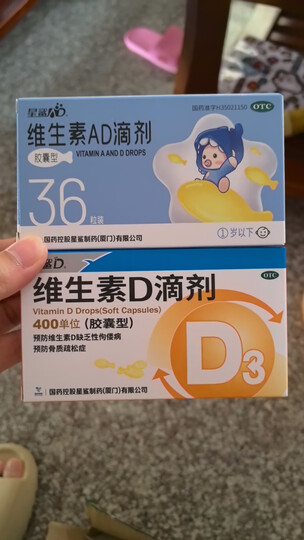 星鲨AD
国药准字H35021150
OTC
维生素AD滴剂
胶囊型
VITAMIN A AND D DROPS
36
粒装
①岁以下
国药控股星鲨制药(厦门)有限公司
鲨D
OTC
维生素D滴剂
Vitamin D Drops(Soft Capsules)
400单位(胶囊型)
预防维生素D缺乏性佝偻病
预防骨质疏松症
D3
国药控股星鲨制药(厦门)有限公司